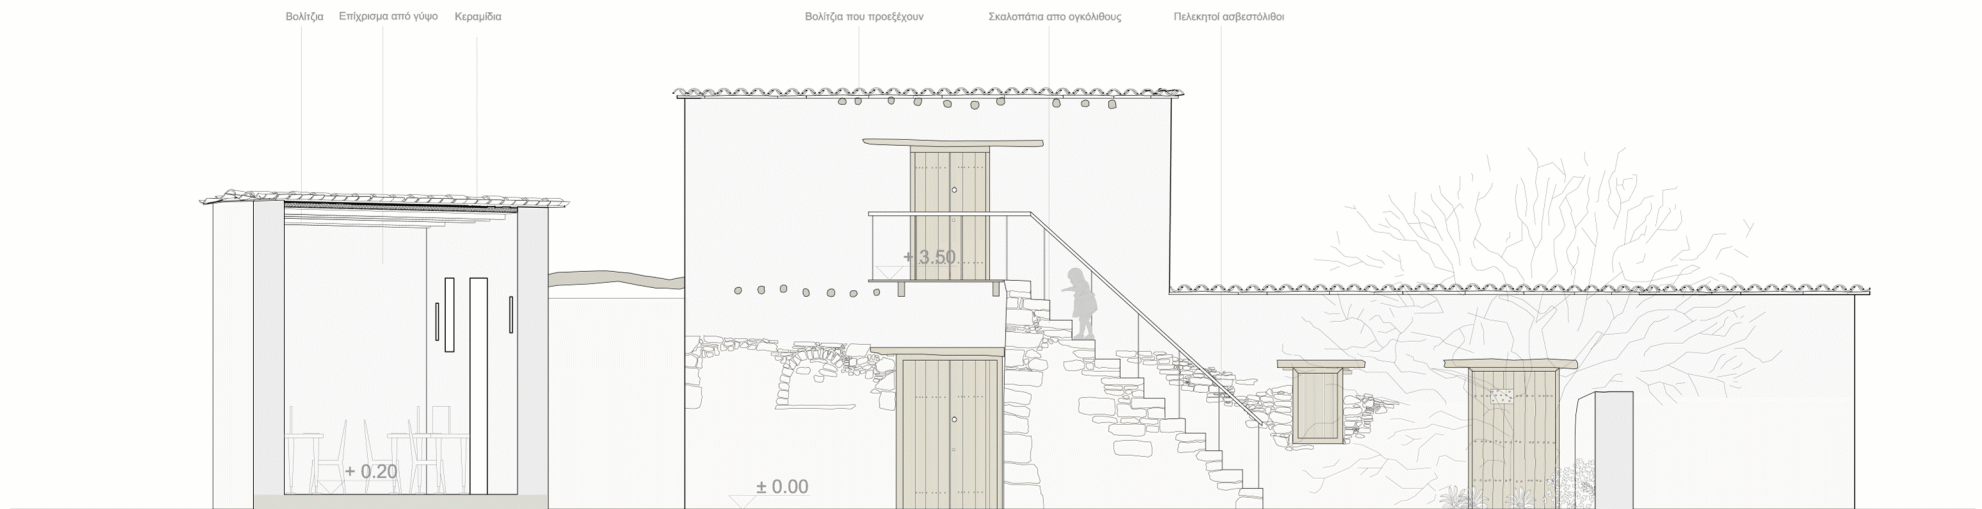 Βολίτζια
Επίχρισμα από γύψο
Κεραμίδια
Βολίτζια που προεξέχουν
Σκαλοπάτια απο ογκόλιθους
Πελεκητοί ασβεστόλιθοι
+ 3.50
+ 0.20
± 0.00